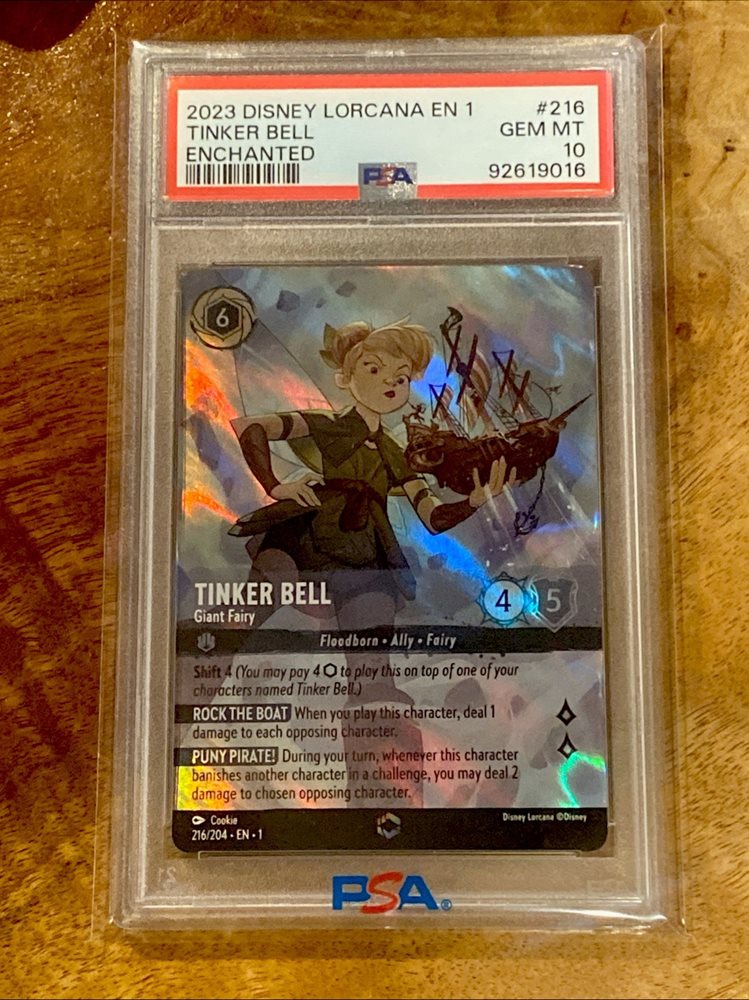 2023 DISNEY LORCANA EN 1 #216
TINKER BELL GEM MT
ENCHANTED 10
PSA 92619016
6
TINKER BELL
Giant Fairy
4 5
Floodborn • Ally • Fairy
Shift 4 (You may pay 4 ⬡ to play this on top of one of your
characters named Tinker Bell.)
ROCK THE BOAT When you play this character, deal 1
damage to each opposing character.
PUNY PIRATE! During your turn, whenever this character
banishes another character in a challenge, you may deal 2
damage to chosen opposing character.
Cookie
216/204 • EN • 1
Disney Lorcana ©Disney
PSA®